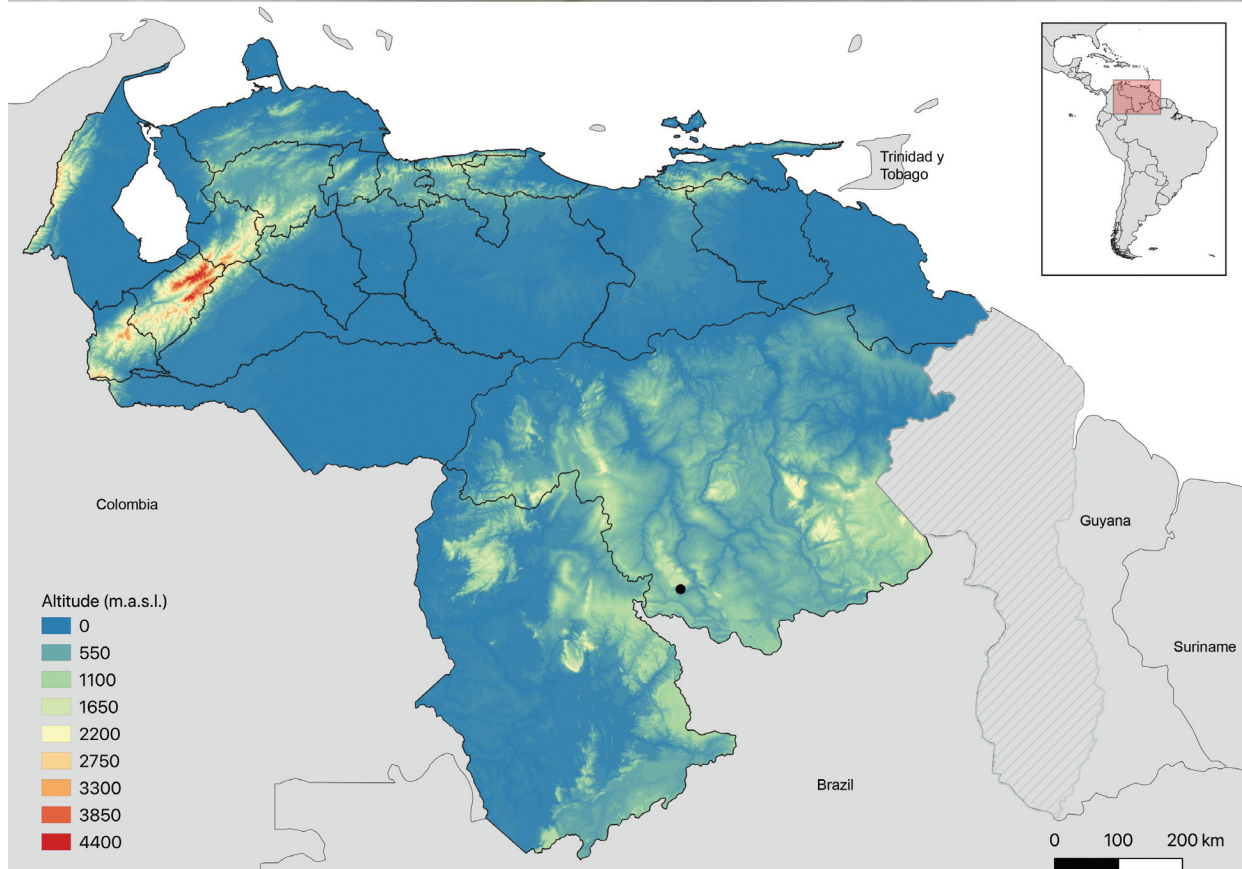 Trinidad y
Tobago
Colombia
Guyana
Suriname
Brazil
Altitude (m.a.s.l.)
0
550
1100
1650
2200
2750
3300
3850
4400
0 100 200 km